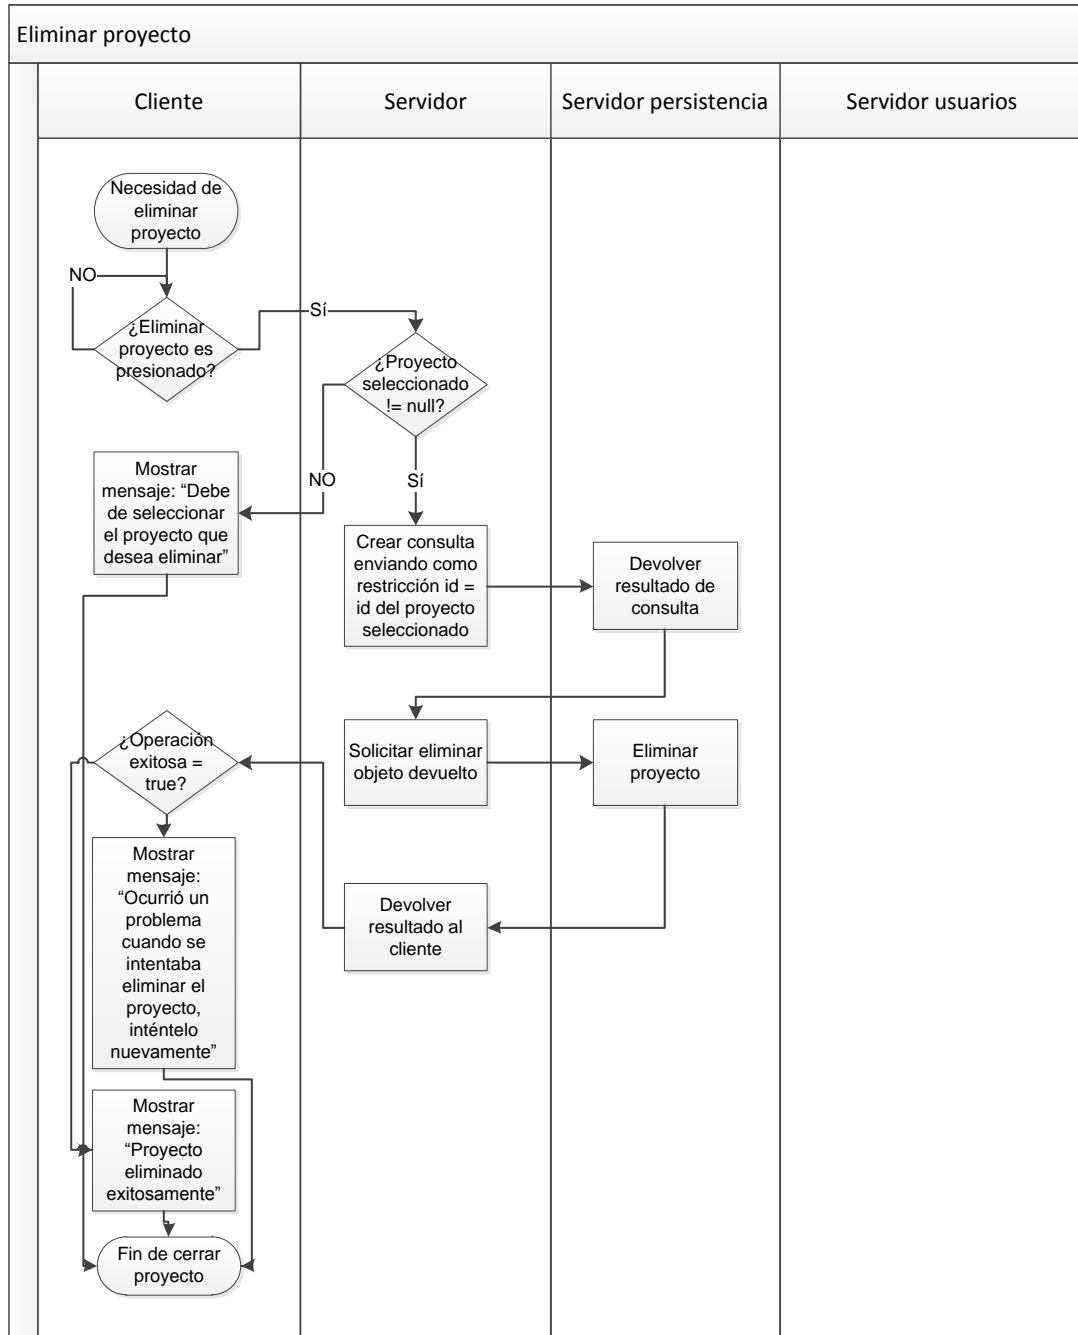 Eliminar proyecto
Cliente
Servidor
Servidor persistencia
Servidor usuarios
Necesidad de
eliminar
proyecto
NO
¿Eliminar
proyecto es
presionado?
Sí
¿Proyecto
seleccionado
!= null?
NO
Sí
Mostrar
mensaje: “Debe
de seleccionar
el proyecto que
desea eliminar”
Crear consulta
enviando como
restricción id =
id del proyecto
seleccionado
Devolver
resultado de
consulta
¿Operación
exitosa =
true?
Solicitar eliminar
objeto devuelto
Eliminar
proyecto
Mostrar
mensaje:
“Ocurrió un
problema
cuando se
intentaba
eliminar el
proyecto,
inténtelo
nuevamente”
Devolver
resultado al
cliente
Mostrar
mensaje:
“Proyecto
eliminado
exitosamente”
Fin de cerrar
proyecto